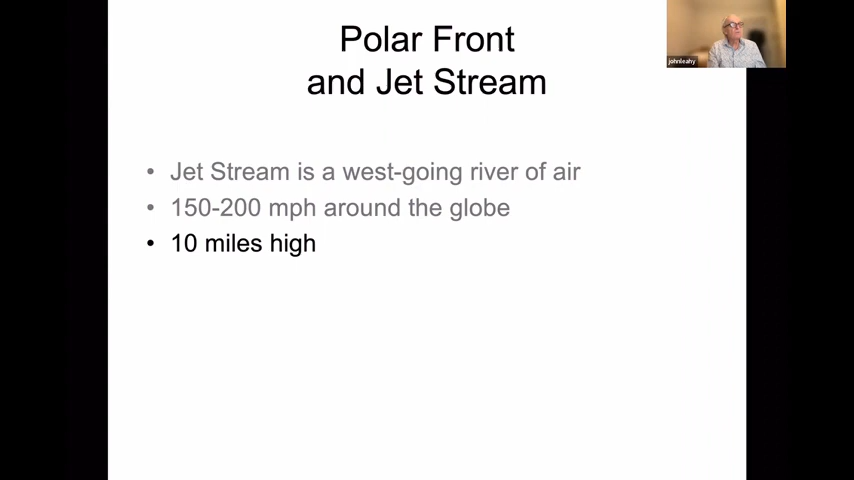 Polar Front
and Jet Stream
johnleahy
• Jet Stream is a west-going river of air
• 150-200 mph around the globe
• 10 miles high